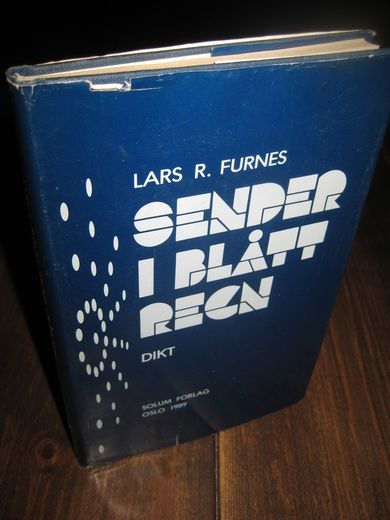 LARS R. FURNES
SENDER
I BLÅTT
REGN
DIKT
SOLUM FORLAG
OSLO 1989